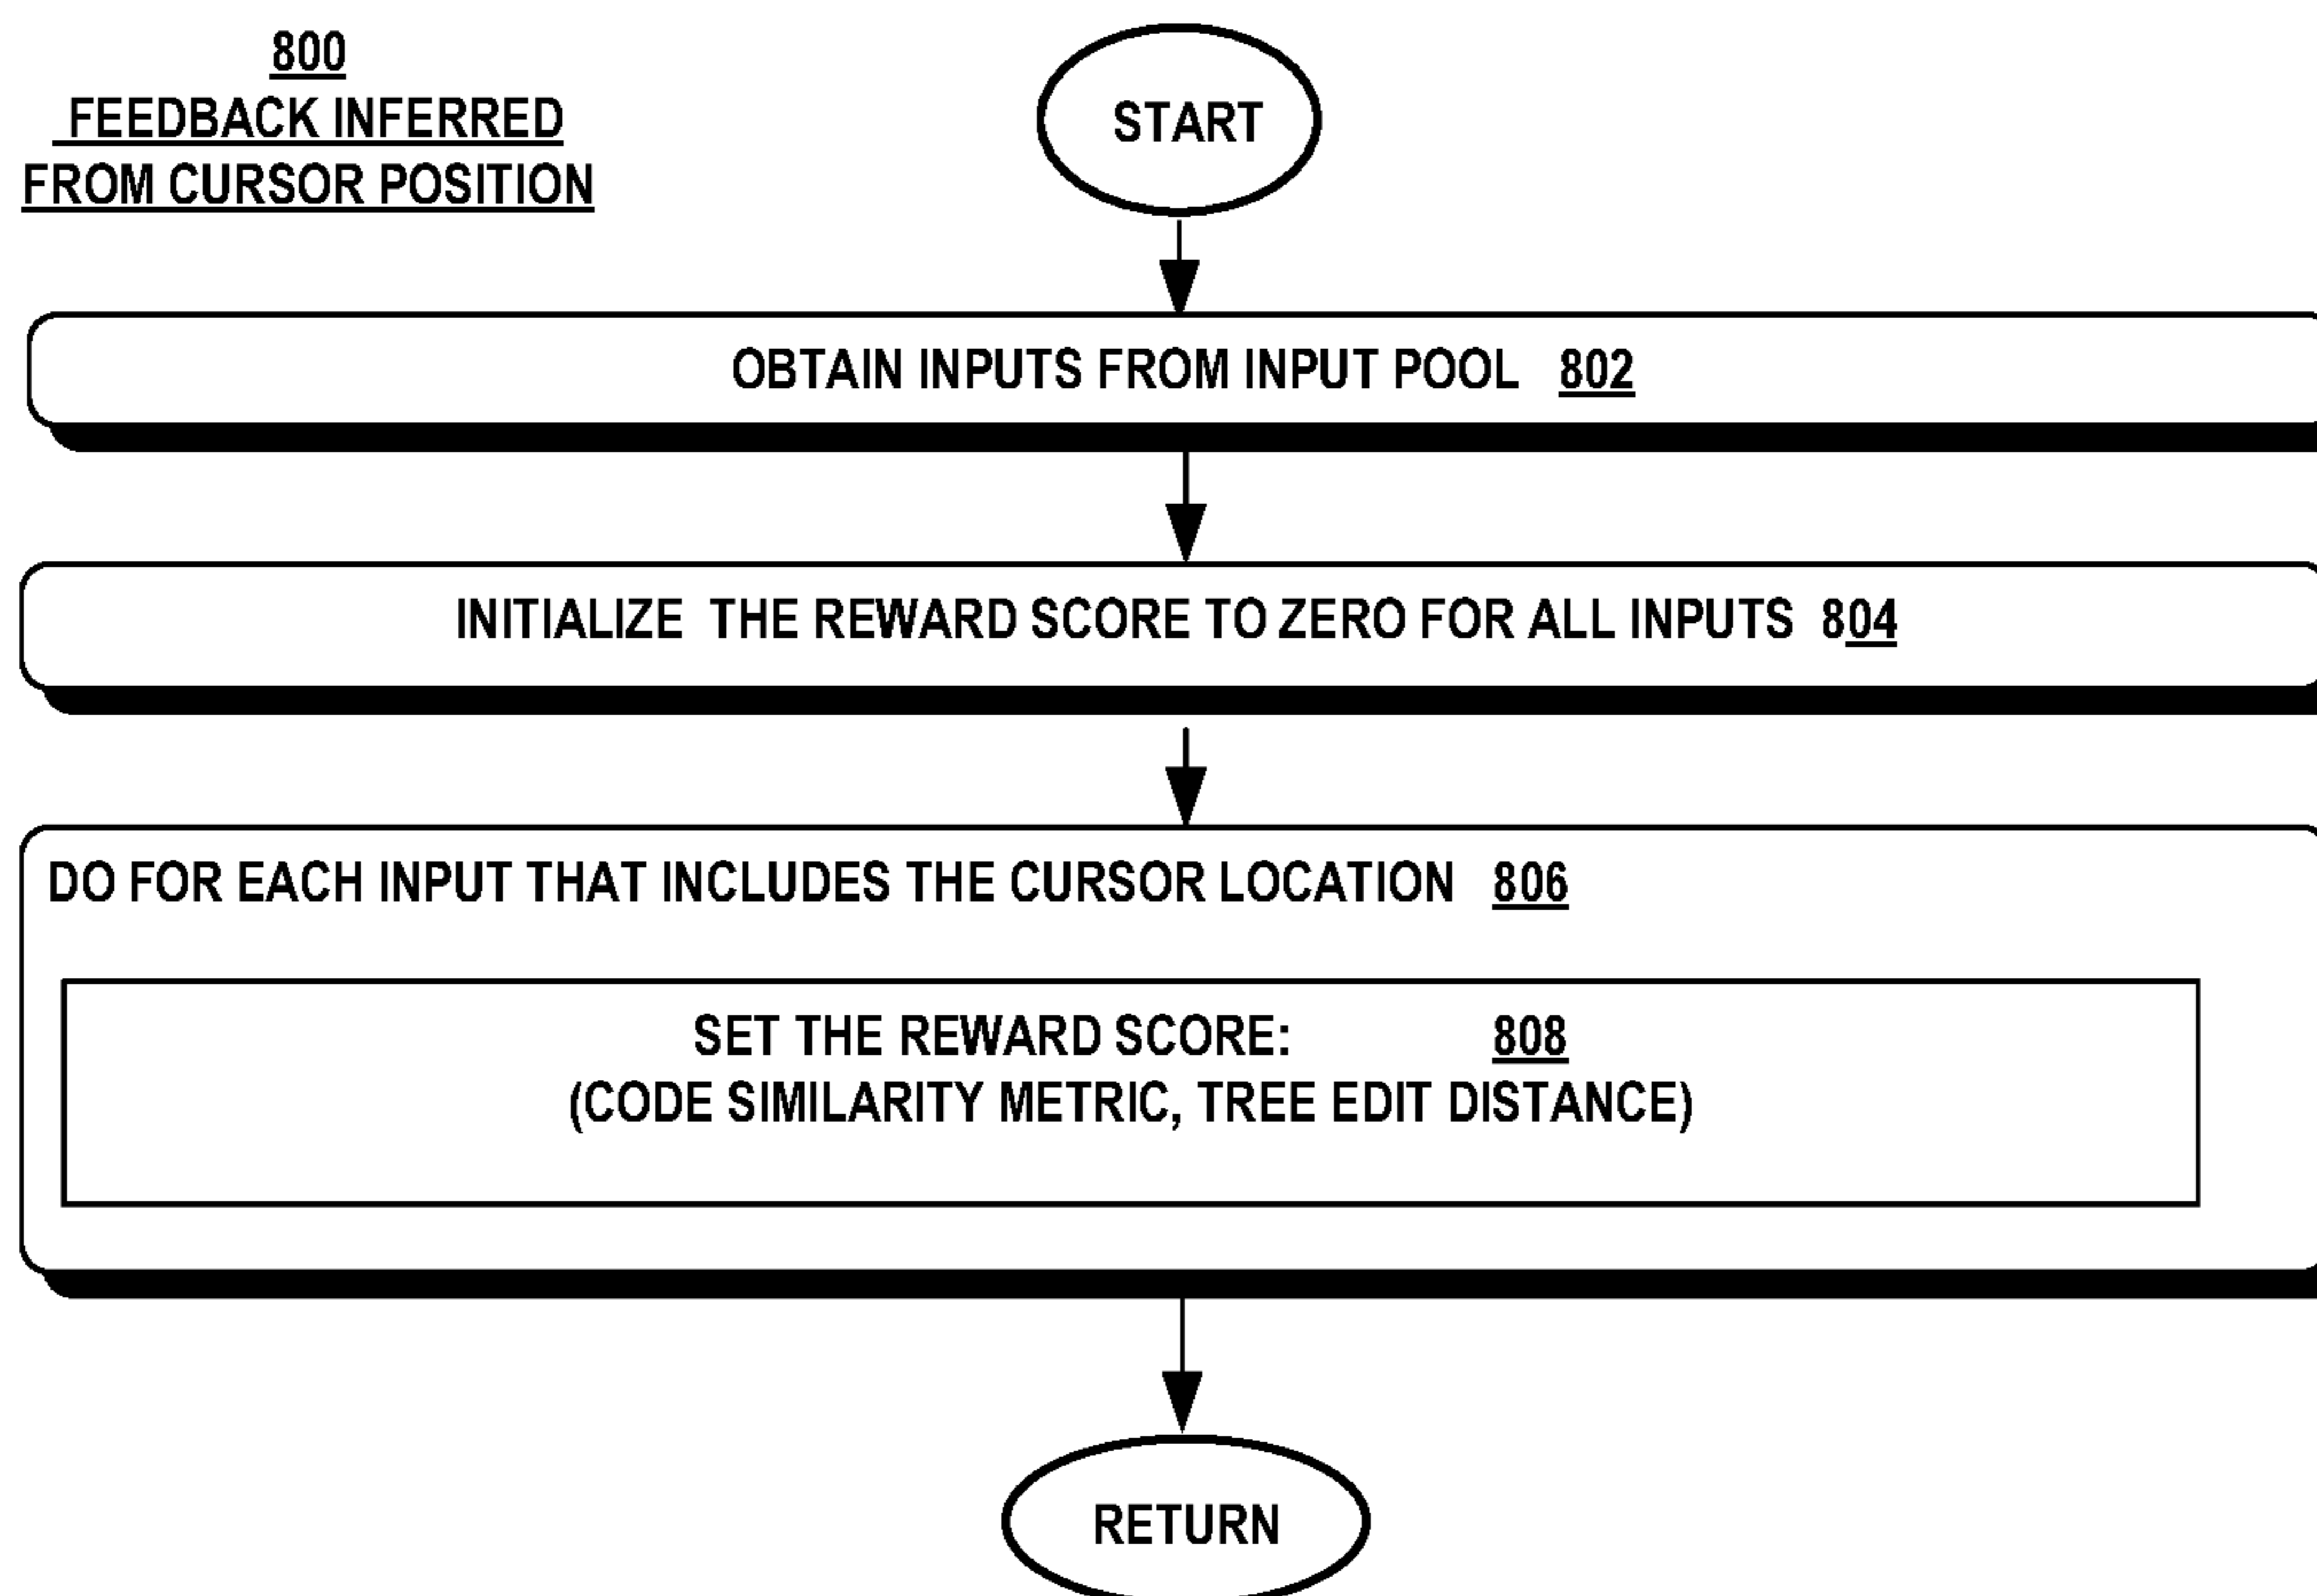 800
FEEDBACK INFERRED
FROM CURSOR POSITION
START
OBTAIN INPUTS FROM INPUT POOL 802
INITIALIZE THE REWARD SCORE TO ZERO FOR ALL INPUTS 804
DO FOR EACH INPUT THAT INCLUDES THE CURSOR LOCATION 806
SET THE REWARD SCORE: 808
(CODE SIMILARITY METRIC, TREE EDIT DISTANCE)
RETURN